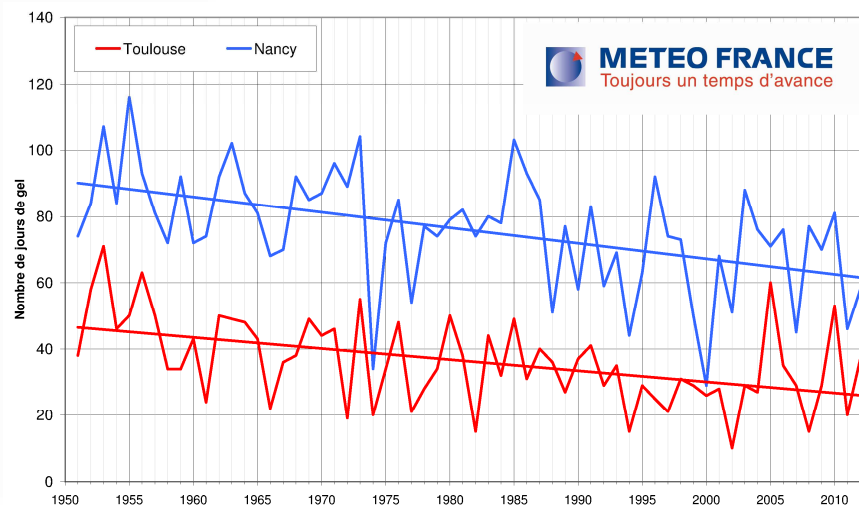 140
120
100
80
60
40
20
0
Nombre de jours de gel
Toulouse
Nancy
METEO FRANCE
Toujours un temps d'avance
1950 1955 1960 1965 1970 1975 1980 1985 1990 1995 2000 2005 2010